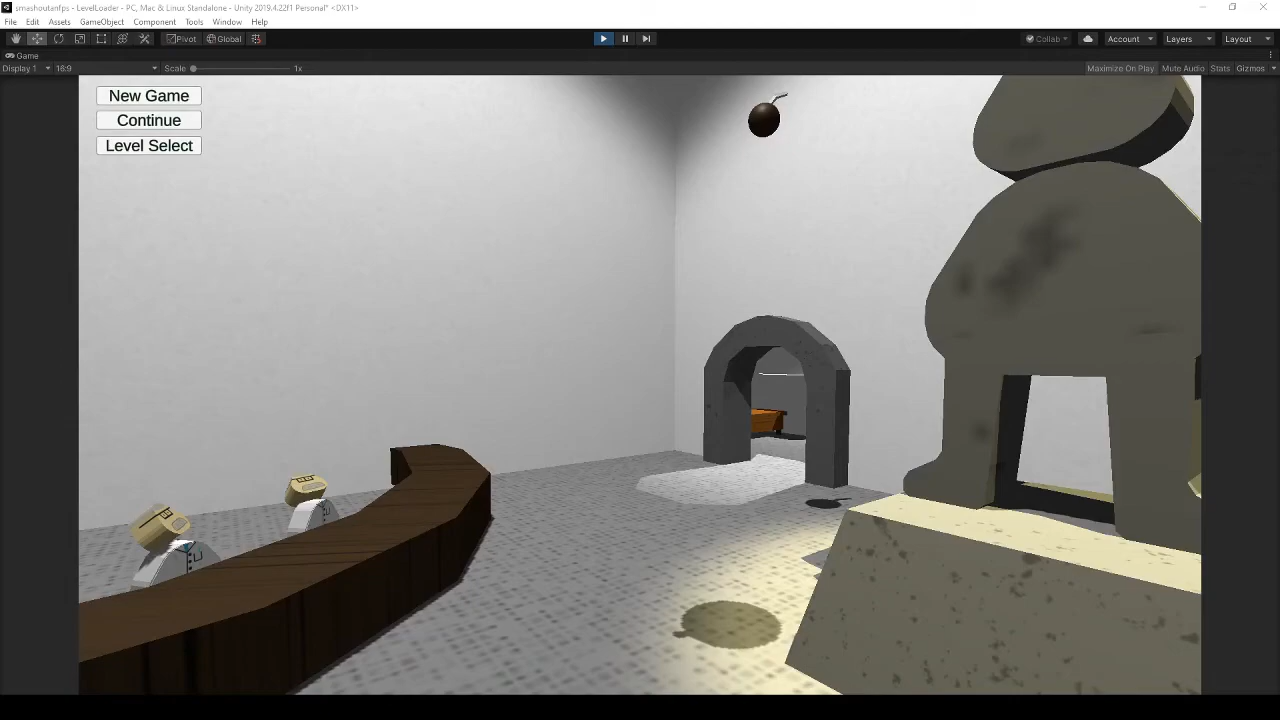 smashoutanfps - LevelLoader - PC, Mac & Linux Standalone - Unity 2019.4.22f1 Personal* <DX11>
File Edit Assets GameObject Component Tools Window Help
Pivot Global Collab Account Layers Layout
Game
Display 1 16:9 Scale 1x Maximize On Play Mute Audio Stats Gizmos
New Game
Continue
Level Select